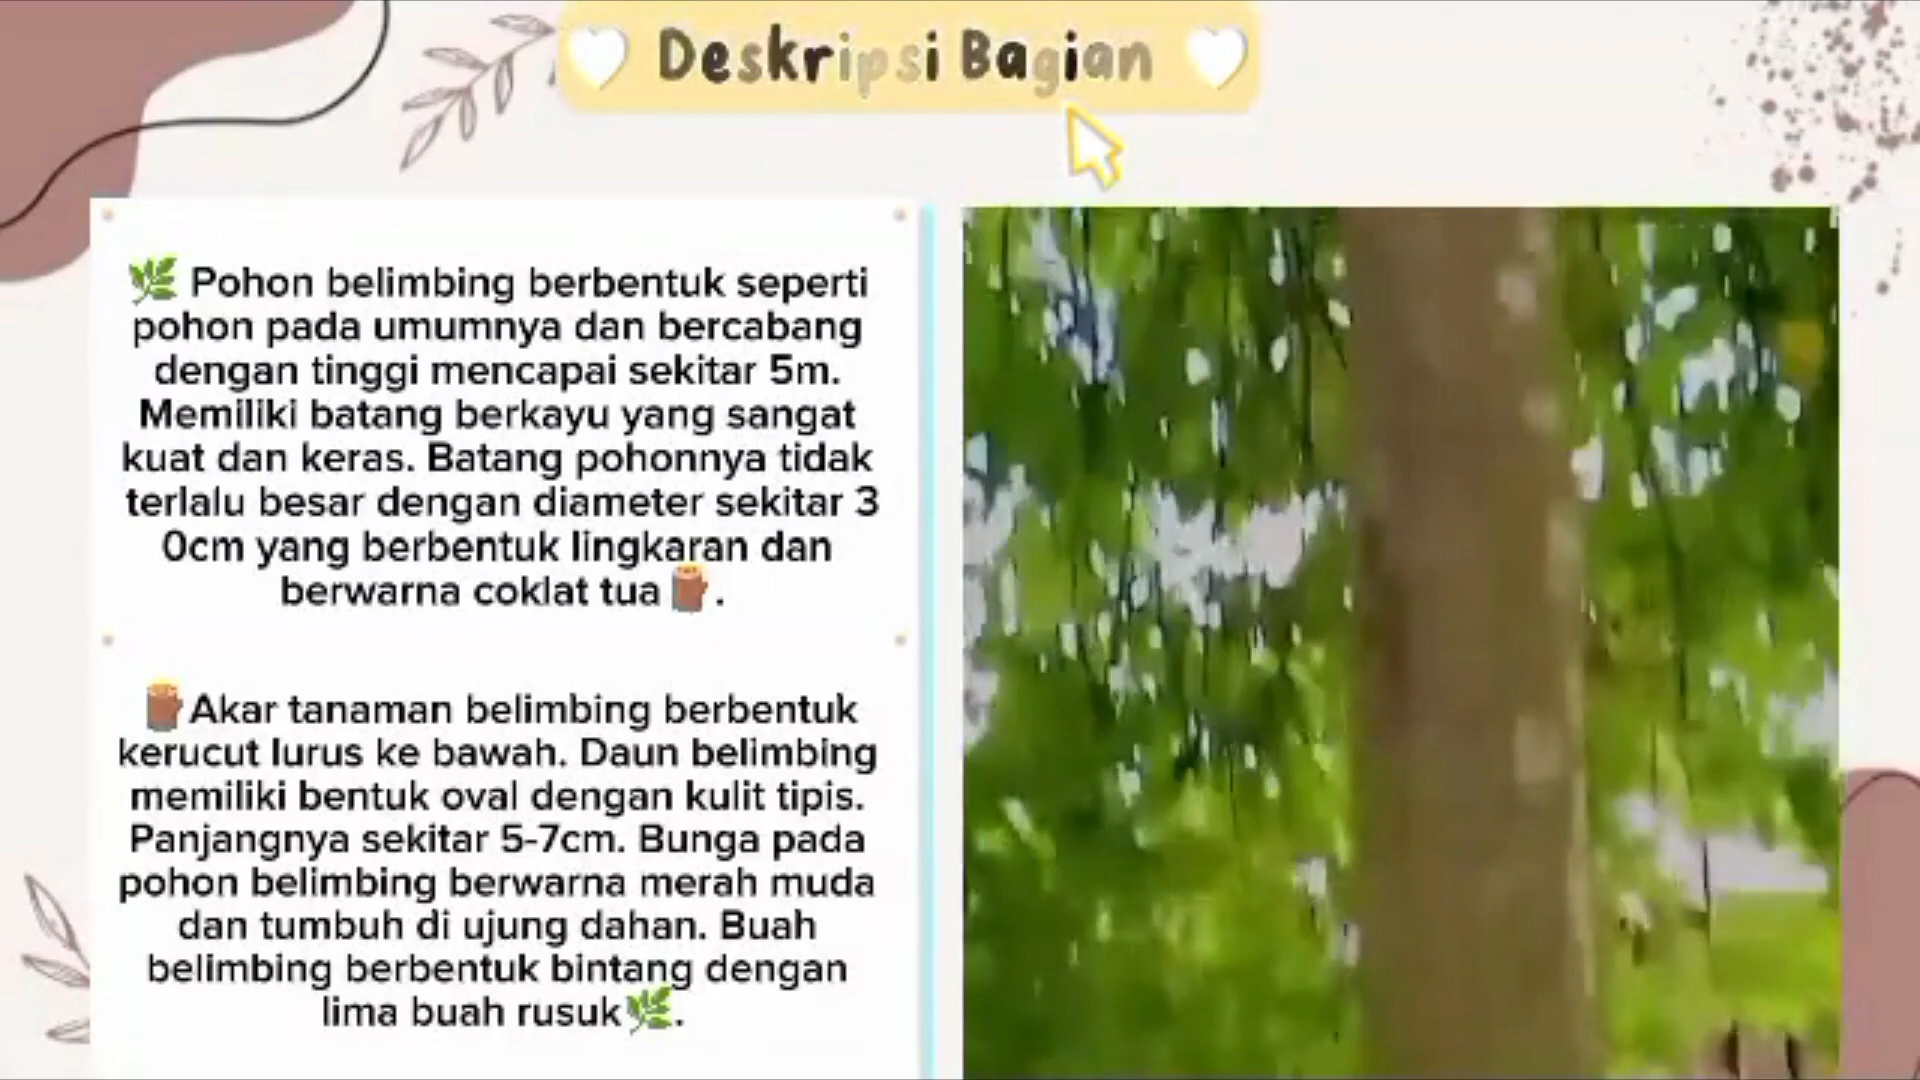 Deskripsi Bagian
🌿 Pohon belimbing berbentuk seperti
pohon pada umumnya dan bercabang
dengan tinggi mencapai sekitar 5m.
Memiliki batang berkayu yang sangat
kuat dan keras. Batang pohonnya tidak
terlalu besar dengan diameter sekitar 3
0cm yang berbentuk lingkaran dan
berwarna coklat tua🪵.
🪵Akar tanaman belimbing berbentuk
kerucut lurus ke bawah. Daun belimbing
memiliki bentuk oval dengan kulit tipis.
Panjangnya sekitar 5-7cm. Bunga pada
pohon belimbing berwarna merah muda
dan tumbuh di ujung dahan. Buah
belimbing berbentuk bintang dengan
lima buah rusuk🌿.